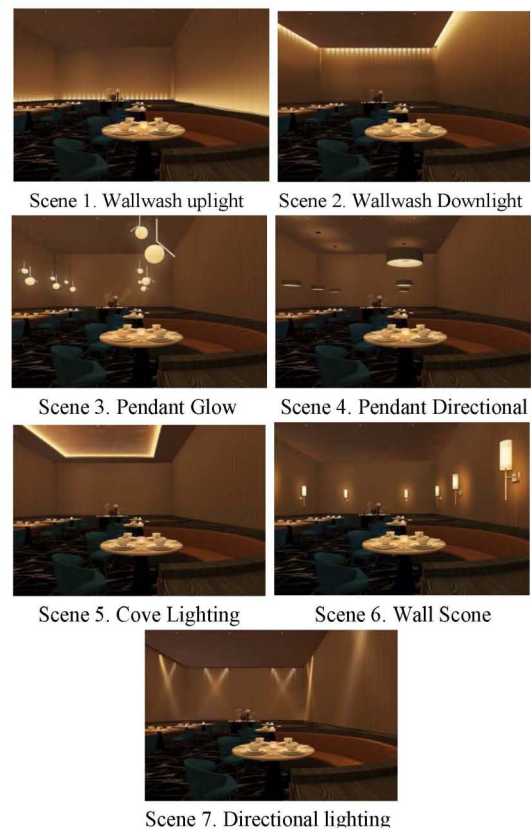 Scene 1. Wallwash uplight
Scene 2. Wallwash Downlight
Scene 3. Pendant Glow
Scene 4. Pendant Directional
Scene 5. Cove Lighting
Scene 6. Wall Scone
Scene 7. Directional lighting